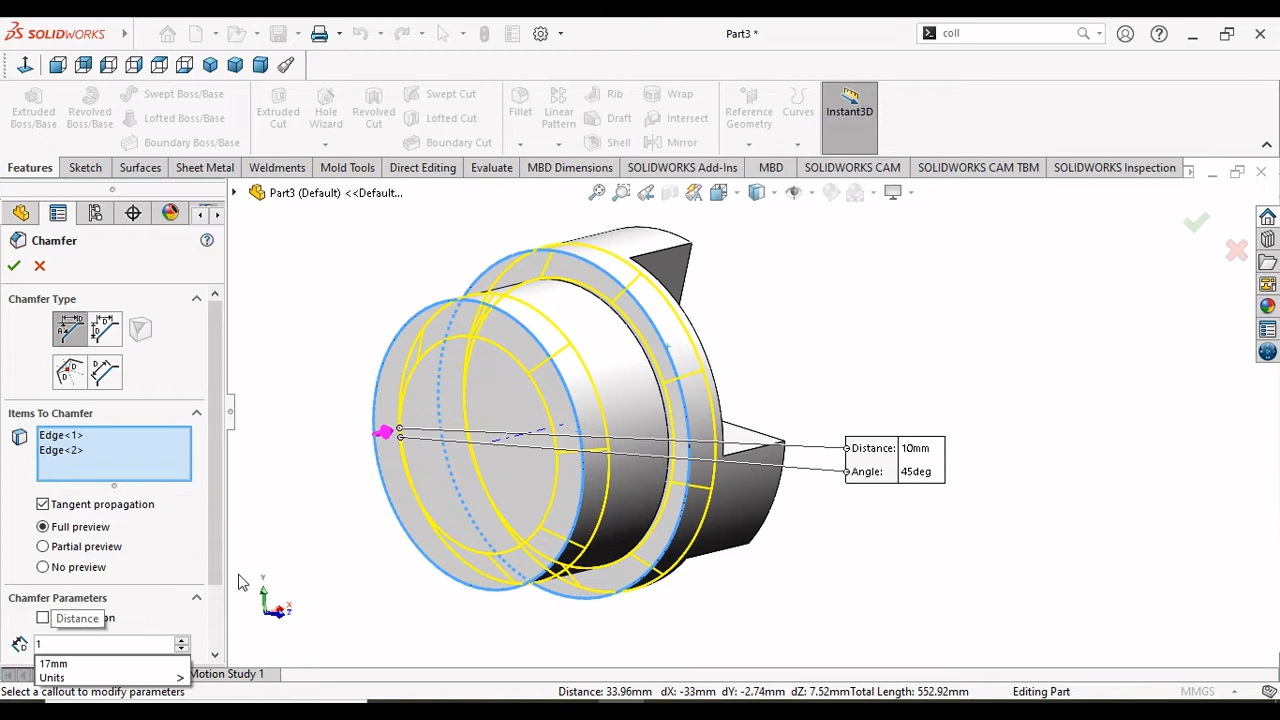 SOLIDWORKS
Part3 *
coll
Extruded Boss/Base
Revolved Boss/Base
Swept Boss/Base
Lofted Boss/Base
Boundary Boss/Base
Extruded Cut
Hole Wizard
Revolved Cut
Swept Cut
Lofted Cut
Boundary Cut
Fillet
Linear Pattern
Rib
Draft
Shell
Wrap
Intersect
Mirror
Reference Geometry
Curves
Instant3D
Features
Sketch
Surfaces
Sheet Metal
Weldments
Mold Tools
Direct Editing
Evaluate
MBD Dimensions
SOLIDWORKS Add-Ins
MBD
SOLIDWORKS CAM
SOLIDWORKS CAM TBM
SOLIDWORKS Inspection
Part3 (Default) <<Default...
Chamfer
Chamfer Type
Items To Chamfer
Edge<1>
Edge<2>
Tangent propagation
Full preview
Partial preview
No preview
Chamfer Parameters
Distance
1
17mm
Units >
Distance: 10mm
Angle: 45deg
Y
X
Z
Motion Study 1
Select a callout to modify parameters
Distance: 33.96mm dX: -33mm dY: -2.74mm dZ: 7.52mm Total Length: 552.92mm
Editing Part
MMGS